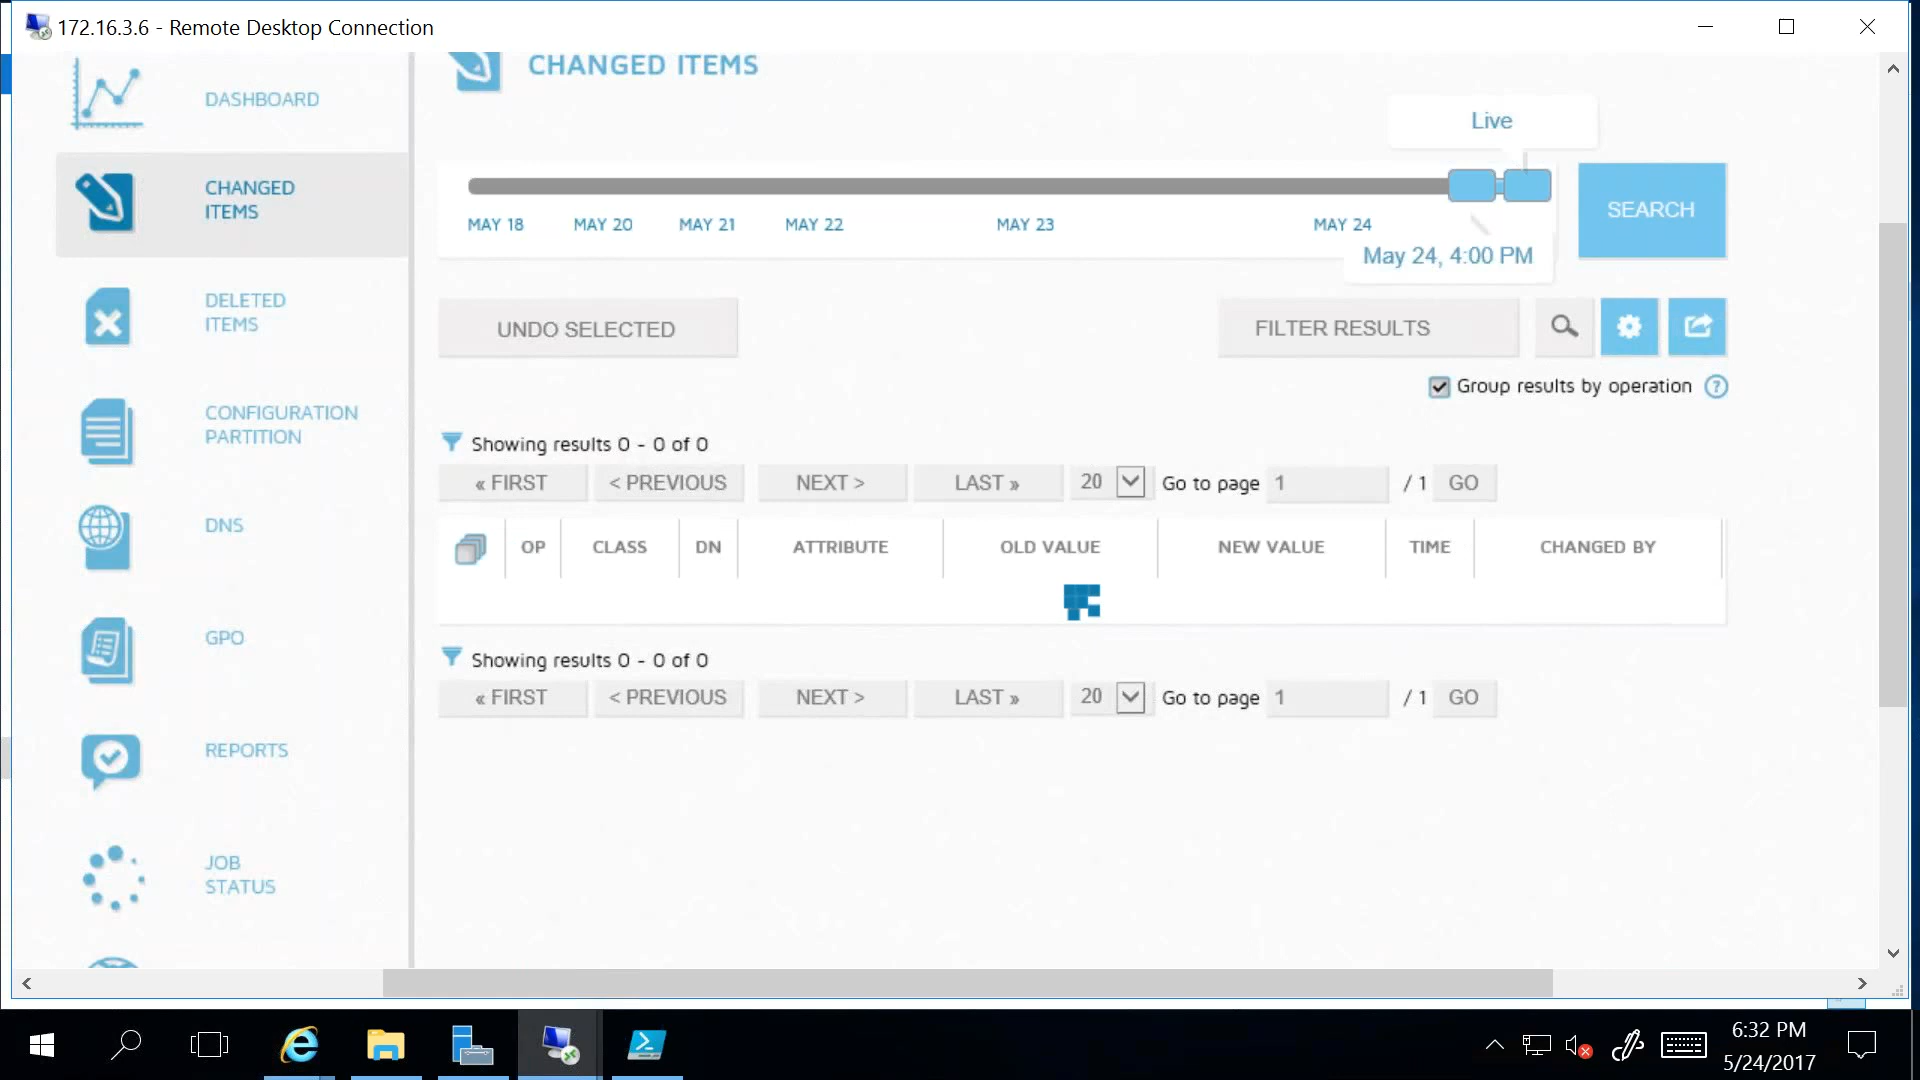 172.16.3.6 - Remote Desktop Connection
CHANGED ITEMS
DASHBOARD
Live
CHANGED
ITEMS
SEARCH
MAY 18 MAY 20 MAY 21 MAY 22 MAY 23 MAY 24
May 24, 4:00 PM
DELETED
ITEMS
UNDO SELECTED
FILTER RESULTS
Group results by operation ?
CONFIGURATION
PARTITION
Showing results 0 - 0 of 0
« FIRST < PREVIOUS NEXT > LAST » 20 Go to page 1 / 1 GO
DNS
OP CLASS DN ATTRIBUTE OLD VALUE NEW VALUE TIME CHANGED BY
GPO
Showing results 0 - 0 of 0
« FIRST < PREVIOUS NEXT > LAST » 20 Go to page 1 / 1 GO
REPORTS
JOB
STATUS
6:32 PM
5/24/2017